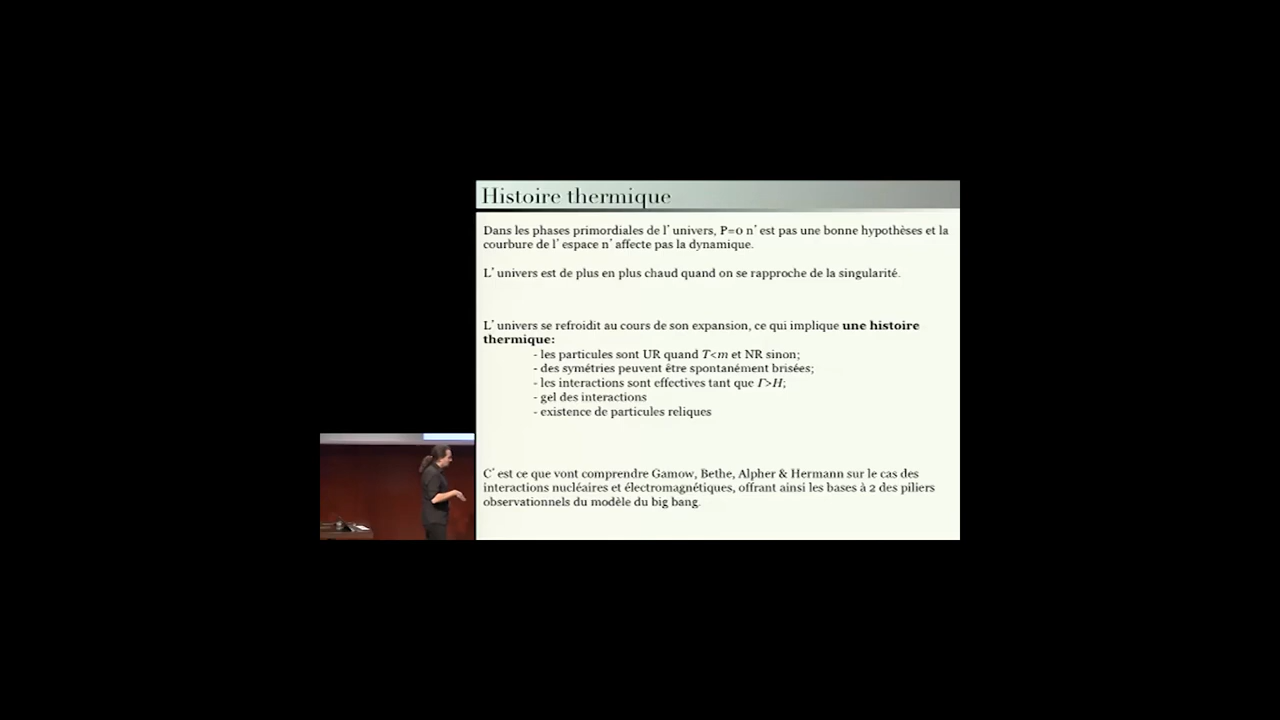 Histoire thermique
Dans les phases primordiales de l’ univers, P=0 n’ est pas une bonne hypothèses et la
courbure de l’ espace n’ affecte pas la dynamique.
L’ univers est de plus en plus chaud quand on se rapproche de la singularité.
L’ univers se refroidit au cours de son expansion, ce qui implique une histoire
thermique:
- les particules sont UR quand T<m et NR sinon;
- des symétries peuvent être spontanément brisées;
- les interactions sont effectives tant que Γ>H;
- gel des interactions
- existence de particules reliques
C’ est ce que vont comprendre Gamow, Bethe, Alpher & Hermann sur le cas des
interactions nucléaires et électromagnétiques, offrant ainsi les bases à 2 des piliers
observationnels du modèle du big bang.